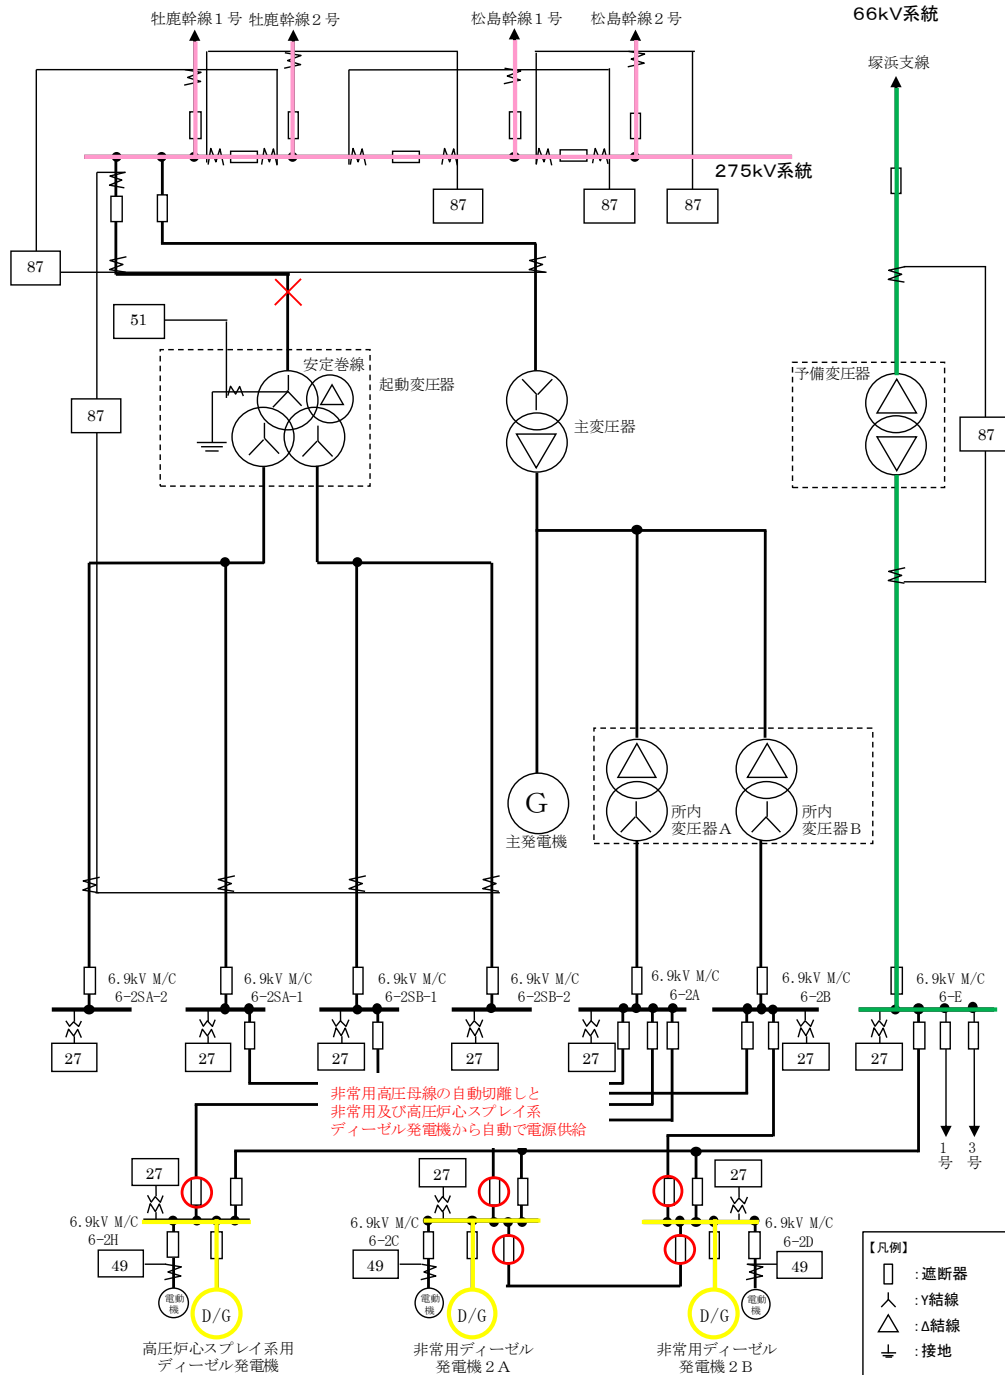 66kV系統
牡鹿幹線１号
牡鹿幹線２号
松島幹線１号
松島幹線２号
塚浜支線
275kV系統
87
87
87
87
51
安定巻線
起動変圧器
予備変圧器
87
主変圧器
87
G
主発電機
所内
変圧器Ａ
所内
変圧器Ｂ
6.9kV M/C
6-2SA-2
6.9kV M/C
6-2SA-1
6.9kV M/C
6-2SB-1
6.9kV M/C
6-2SB-2
6.9kV M/C
6-2A
6.9kV M/C
6-2B
6.9kV M/C
6-E
27
27
27
27
27
27
27
非常用高圧母線の自動切離しと
非常用及び高圧炉心スプレイ系
ディーゼル発電機から自動で電源供給
1
号
3
号
27
27
27
6.9kV M/C
6-2H
6.9kV M/C
6-2C
6.9kV M/C
6-2D
49
49
49
電動
機
電動
機
電動
機
D/G
D/G
D/G
高圧炉心スプレイ系用
ディーゼル発電機
非常用ディーゼル
発電機２Ａ
非常用ディーゼル
発電機２Ｂ
【凡例】
：遮断器
：Y結線
：Δ結線
：接地